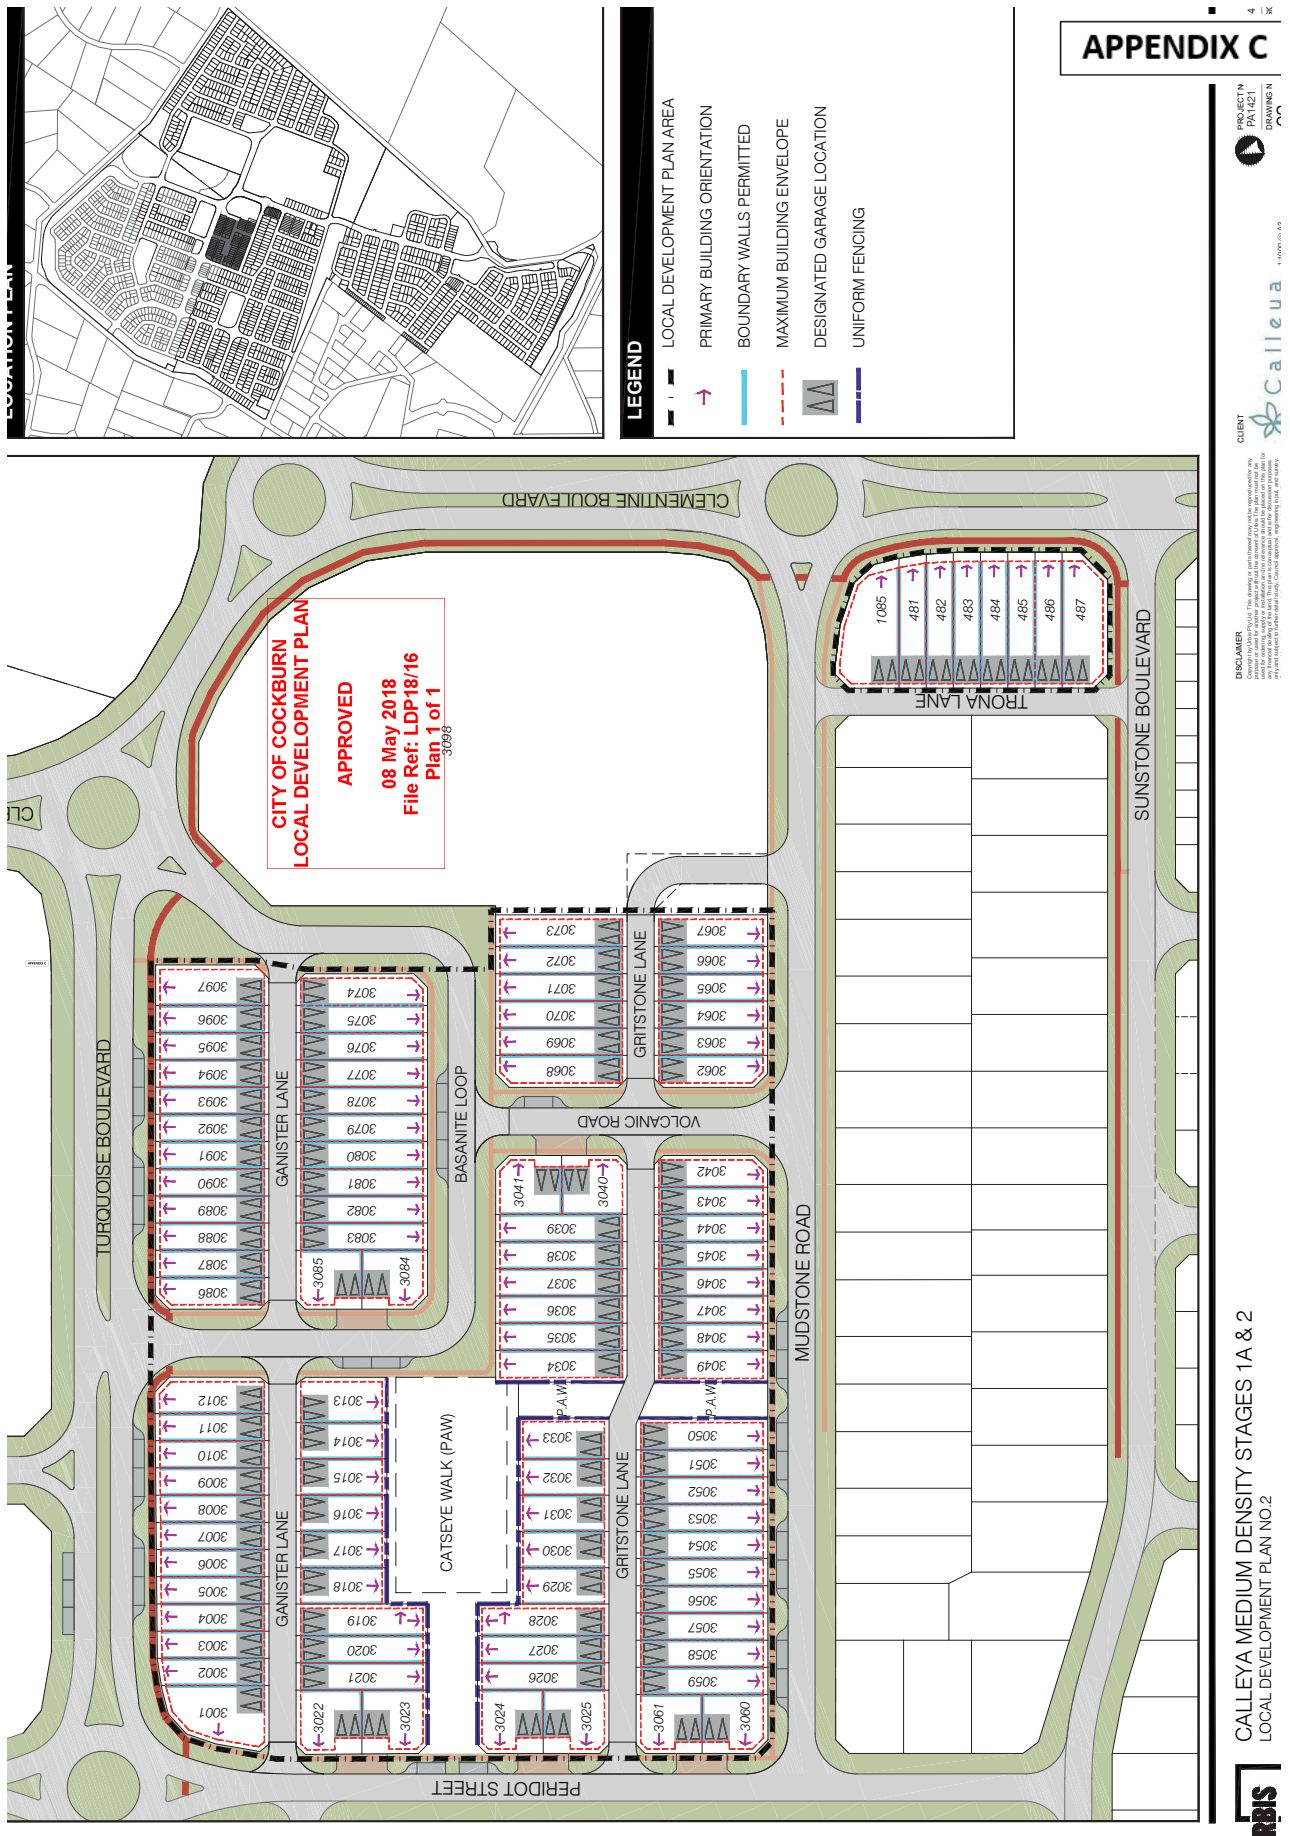 APPENDIX C
LOCATION PLAN
LEGEND
LOCAL DEVELOPMENT PLAN AREA
PRIMARY BUILDING ORIENTATION
BOUNDARY WALLS PERMITTED
MAXIMUM BUILDING ENVELOPE
DESIGNATED GARAGE LOCATION
UNIFORM FENCING
PROJECT N
PA1421
DRAWING N
CLIENT
Calleya
DISCLAIMER
CITY OF COCKBURN
LOCAL DEVELOPMENT PLAN
APPROVED
08 May 2018
File Ref: LDP18/16
Plan 1 of 1
3098
CLEMENTINE BOULEVARD
CLE
TURQUOISE BOULEVARD
SUNSTONE BOULEVARD
TRONA LANE
MUDSTONE ROAD
VOLCANIC ROAD
BASANITE LOOP
GANISTER LANE
GANISTER LANE
GRITSTONE LANE
GRITSTONE LANE
CATSEYE WALK (PAW)
P.A.W
P.A.W
PERIDOT STREET
1085
481
482
483
484
485
486
487
3097
3096
3095
3094
3093
3092
3091
3090
3089
3088
3087
3086
3074
3075
3076
3077
3078
3079
3080
3081
3082
3083
3085
3084
3073
3072
3071
3070
3069
3068
3067
3066
3065
3064
3063
3062
3041
3040
3039
3038
3037
3036
3035
3034
3042
3043
3044
3045
3046
3047
3048
3049
3012
3011
3010
3009
3008
3007
3006
3005
3004
3003
3002
3001
3013
3014
3015
3016
3017
3018
3019
3020
3021
3022
3023
3033
3032
3031
3030
3029
3028
3027
3026
3024
3025
3050
3051
3052
3053
3054
3055
3056
3057
3058
3059
3061
3060
CALLEYA MEDIUM DENSITY STAGES 1A & 2
LOCAL DEVELOPMENT PLAN NO.2
RBIS